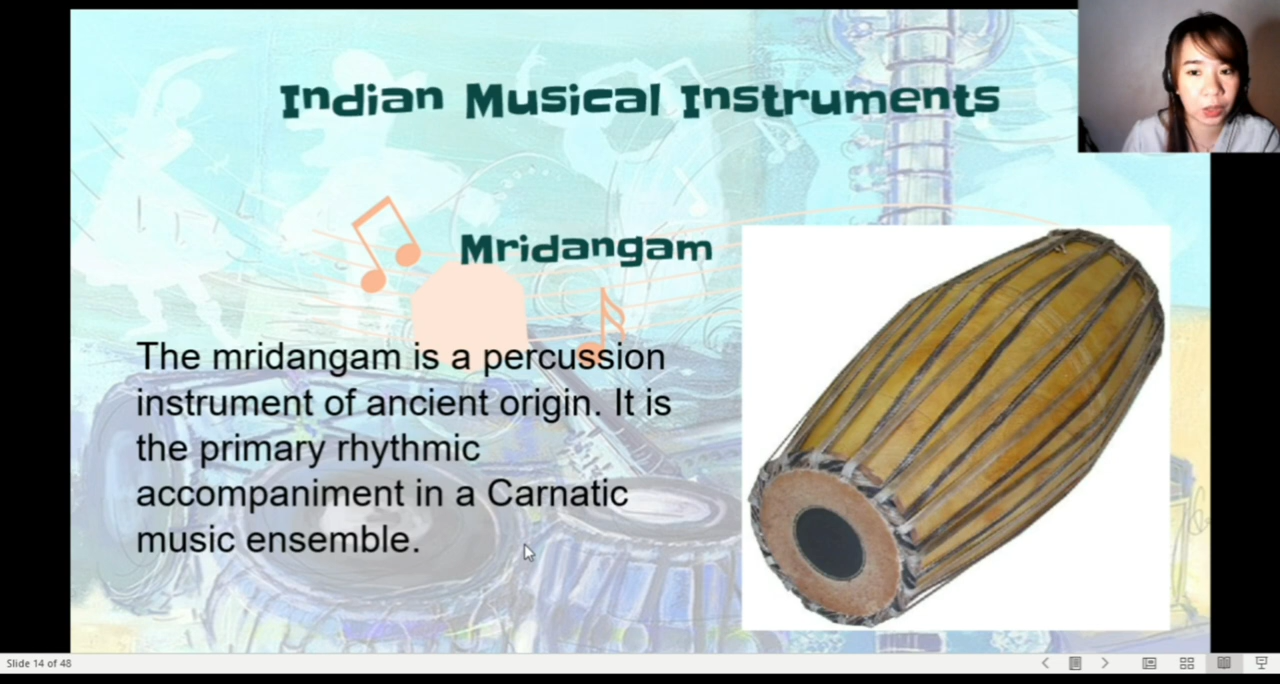 Indian Musical Instruments
Mridangam
The mridangam is a percussion
instrument of ancient origin. It is
the primary rhythmic
accompaniment in a Carnatic
music ensemble.
Slide 14 of 48